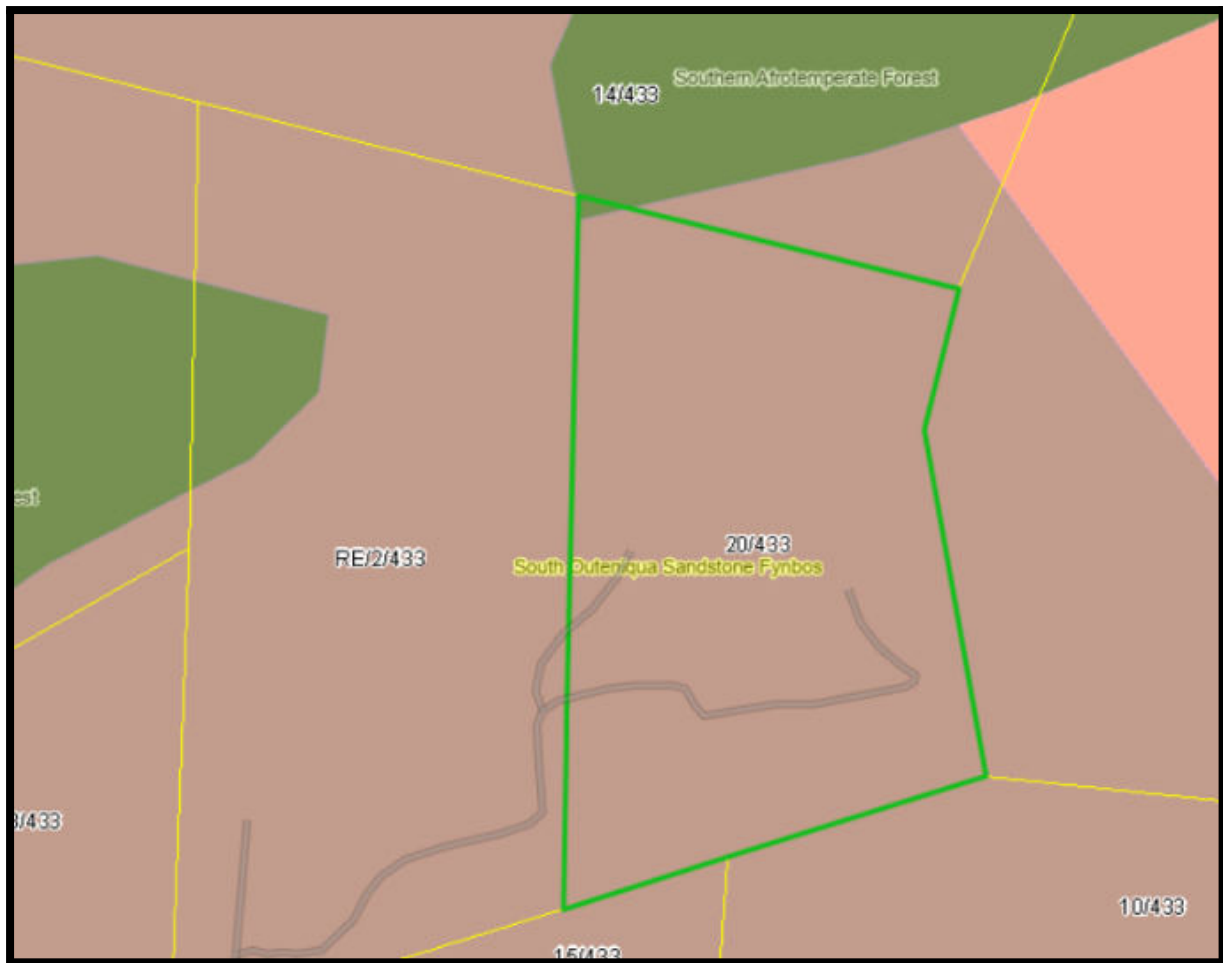 Southern Afrotemperate Forest
14/433
est
20/433
RE/2/433
South Outeniqua Sandstone Fynbos
3/433
10/433
15/433